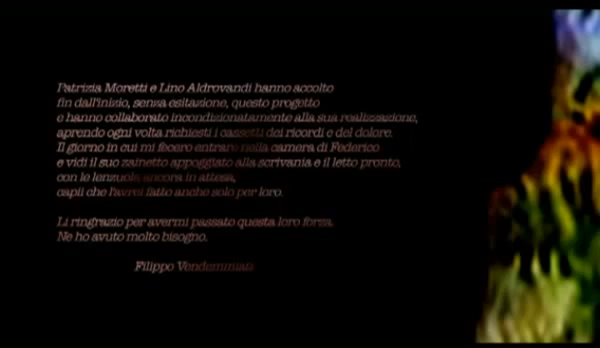 Patrizia Moretti e Lino Aldrovandi hanno accolto
fin dall'inizio, senza esitazione, questo progetto
e hanno collaborato incondizionatamente alla sua realizzazione,
aprendo ogni volta richiesti i cassetti dei ricordi e del dolore.
Il giorno in cui mi fecero entrare nella camera di Federico
e vidi il suo zainetto appoggiato alla scrivania e il letto pronto,
con le lenzuola ancora in attesa,
capii che l'avrei fatto anche solo per loro.
Li ringrazio per avermi passato questa loro forza.
Ne ho avuto molto bisogno.
Filippo Vendemmiati